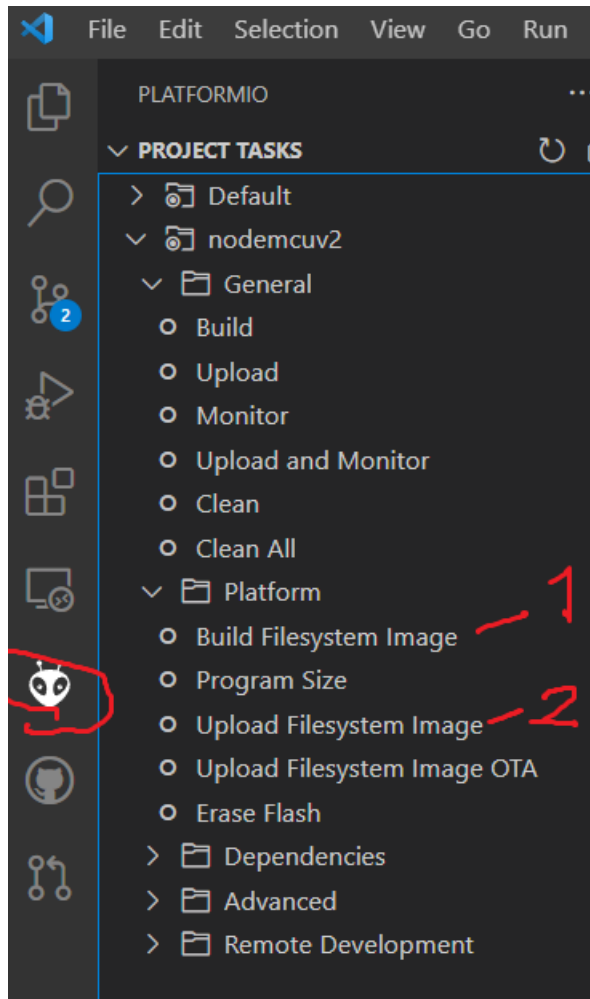 File Edit Selection View Go Run
PLATFORMIO
PROJECT TASKS
Default
nodemcuv2
General
2
Build
Upload
Monitor
Upload and Monitor
Clean
Clean All
Platform
1
Build Filesystem Image
Program Size
2
Upload Filesystem Image
Upload Filesystem Image OTA
Erase Flash
Dependencies
Advanced
Remote Development